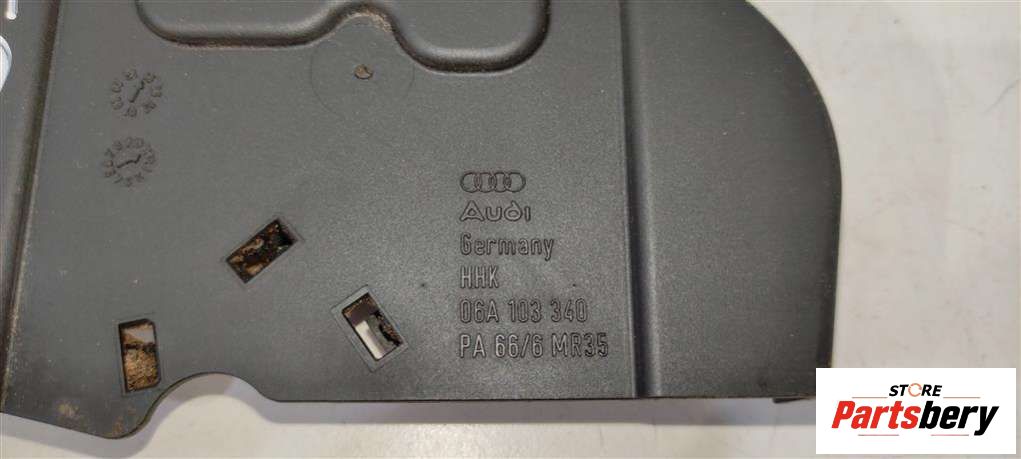 Audi
Germany
HHK
06A 103 340
PA 66/6 MR35
STORE
Partsbery